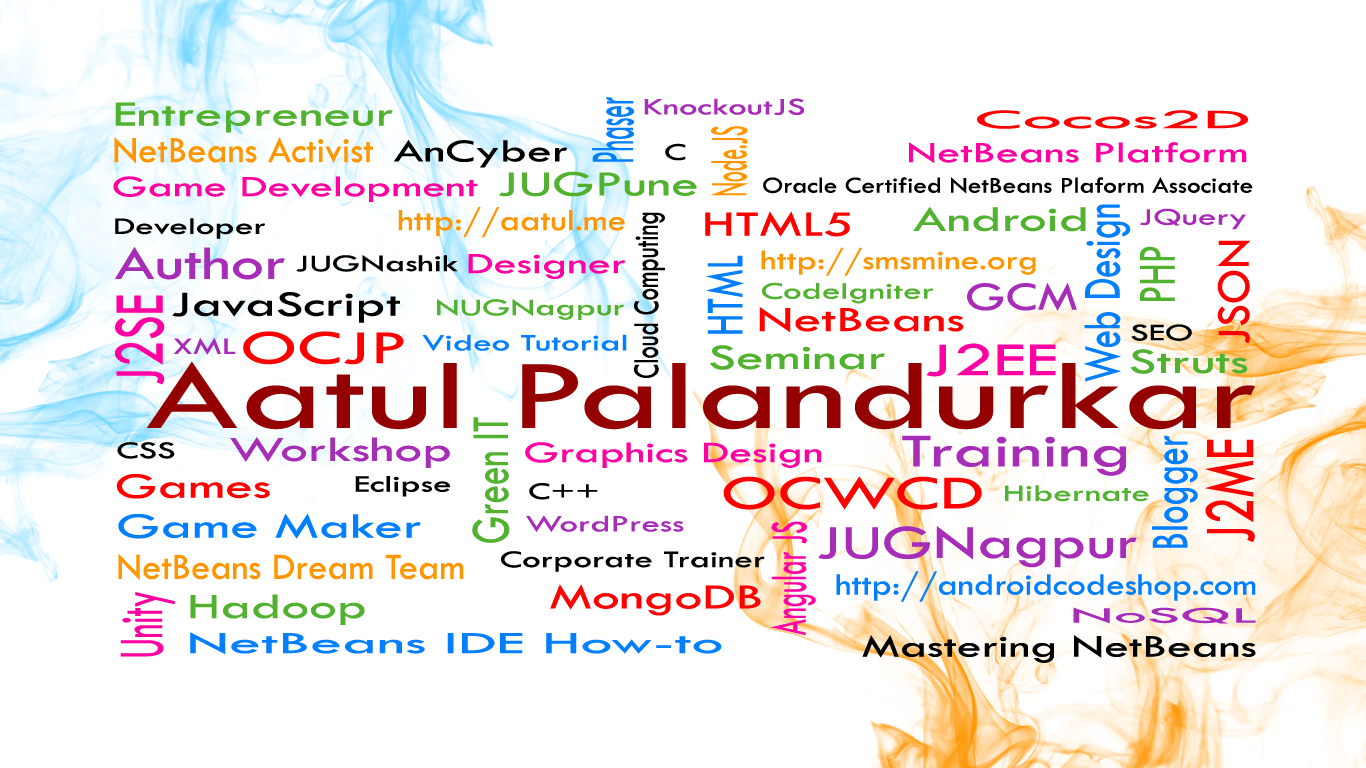 Entrepreneur
NetBeans Activist
AnCyber
Phaser
KnockoutJS
C
Node.JS
Cocos2D
NetBeans Platform
Game Development
JUGPune
Oracle Certified NetBeans Plaform Associate
Developer
http://aatul.me
Cloud Computing
HTML5
Android
Web Design
JQuery
Author
JUGNashik
Designer
HTML
http://smsmine.org
PHP
JSON
J2SE
JavaScript
NUGNagpur
CodeIgniter
GCM
NetBeans
SEO
XML
OCJP
Video Tutorial
Seminar
J2EE
Struts
Aatul Palandurkar
CSS
Workshop
Green IT
Graphics Design
Training
Blogger
J2ME
Games
Eclipse
C++
OCWCD
Hibernate
Game Maker
WordPress
Angular JS
JUGNagpur
NetBeans Dream Team
Corporate Trainer
http://androidcodeshop.com
Unity
Hadoop
MongoDB
NoSQL
NetBeans IDE How-to
Mastering NetBeans